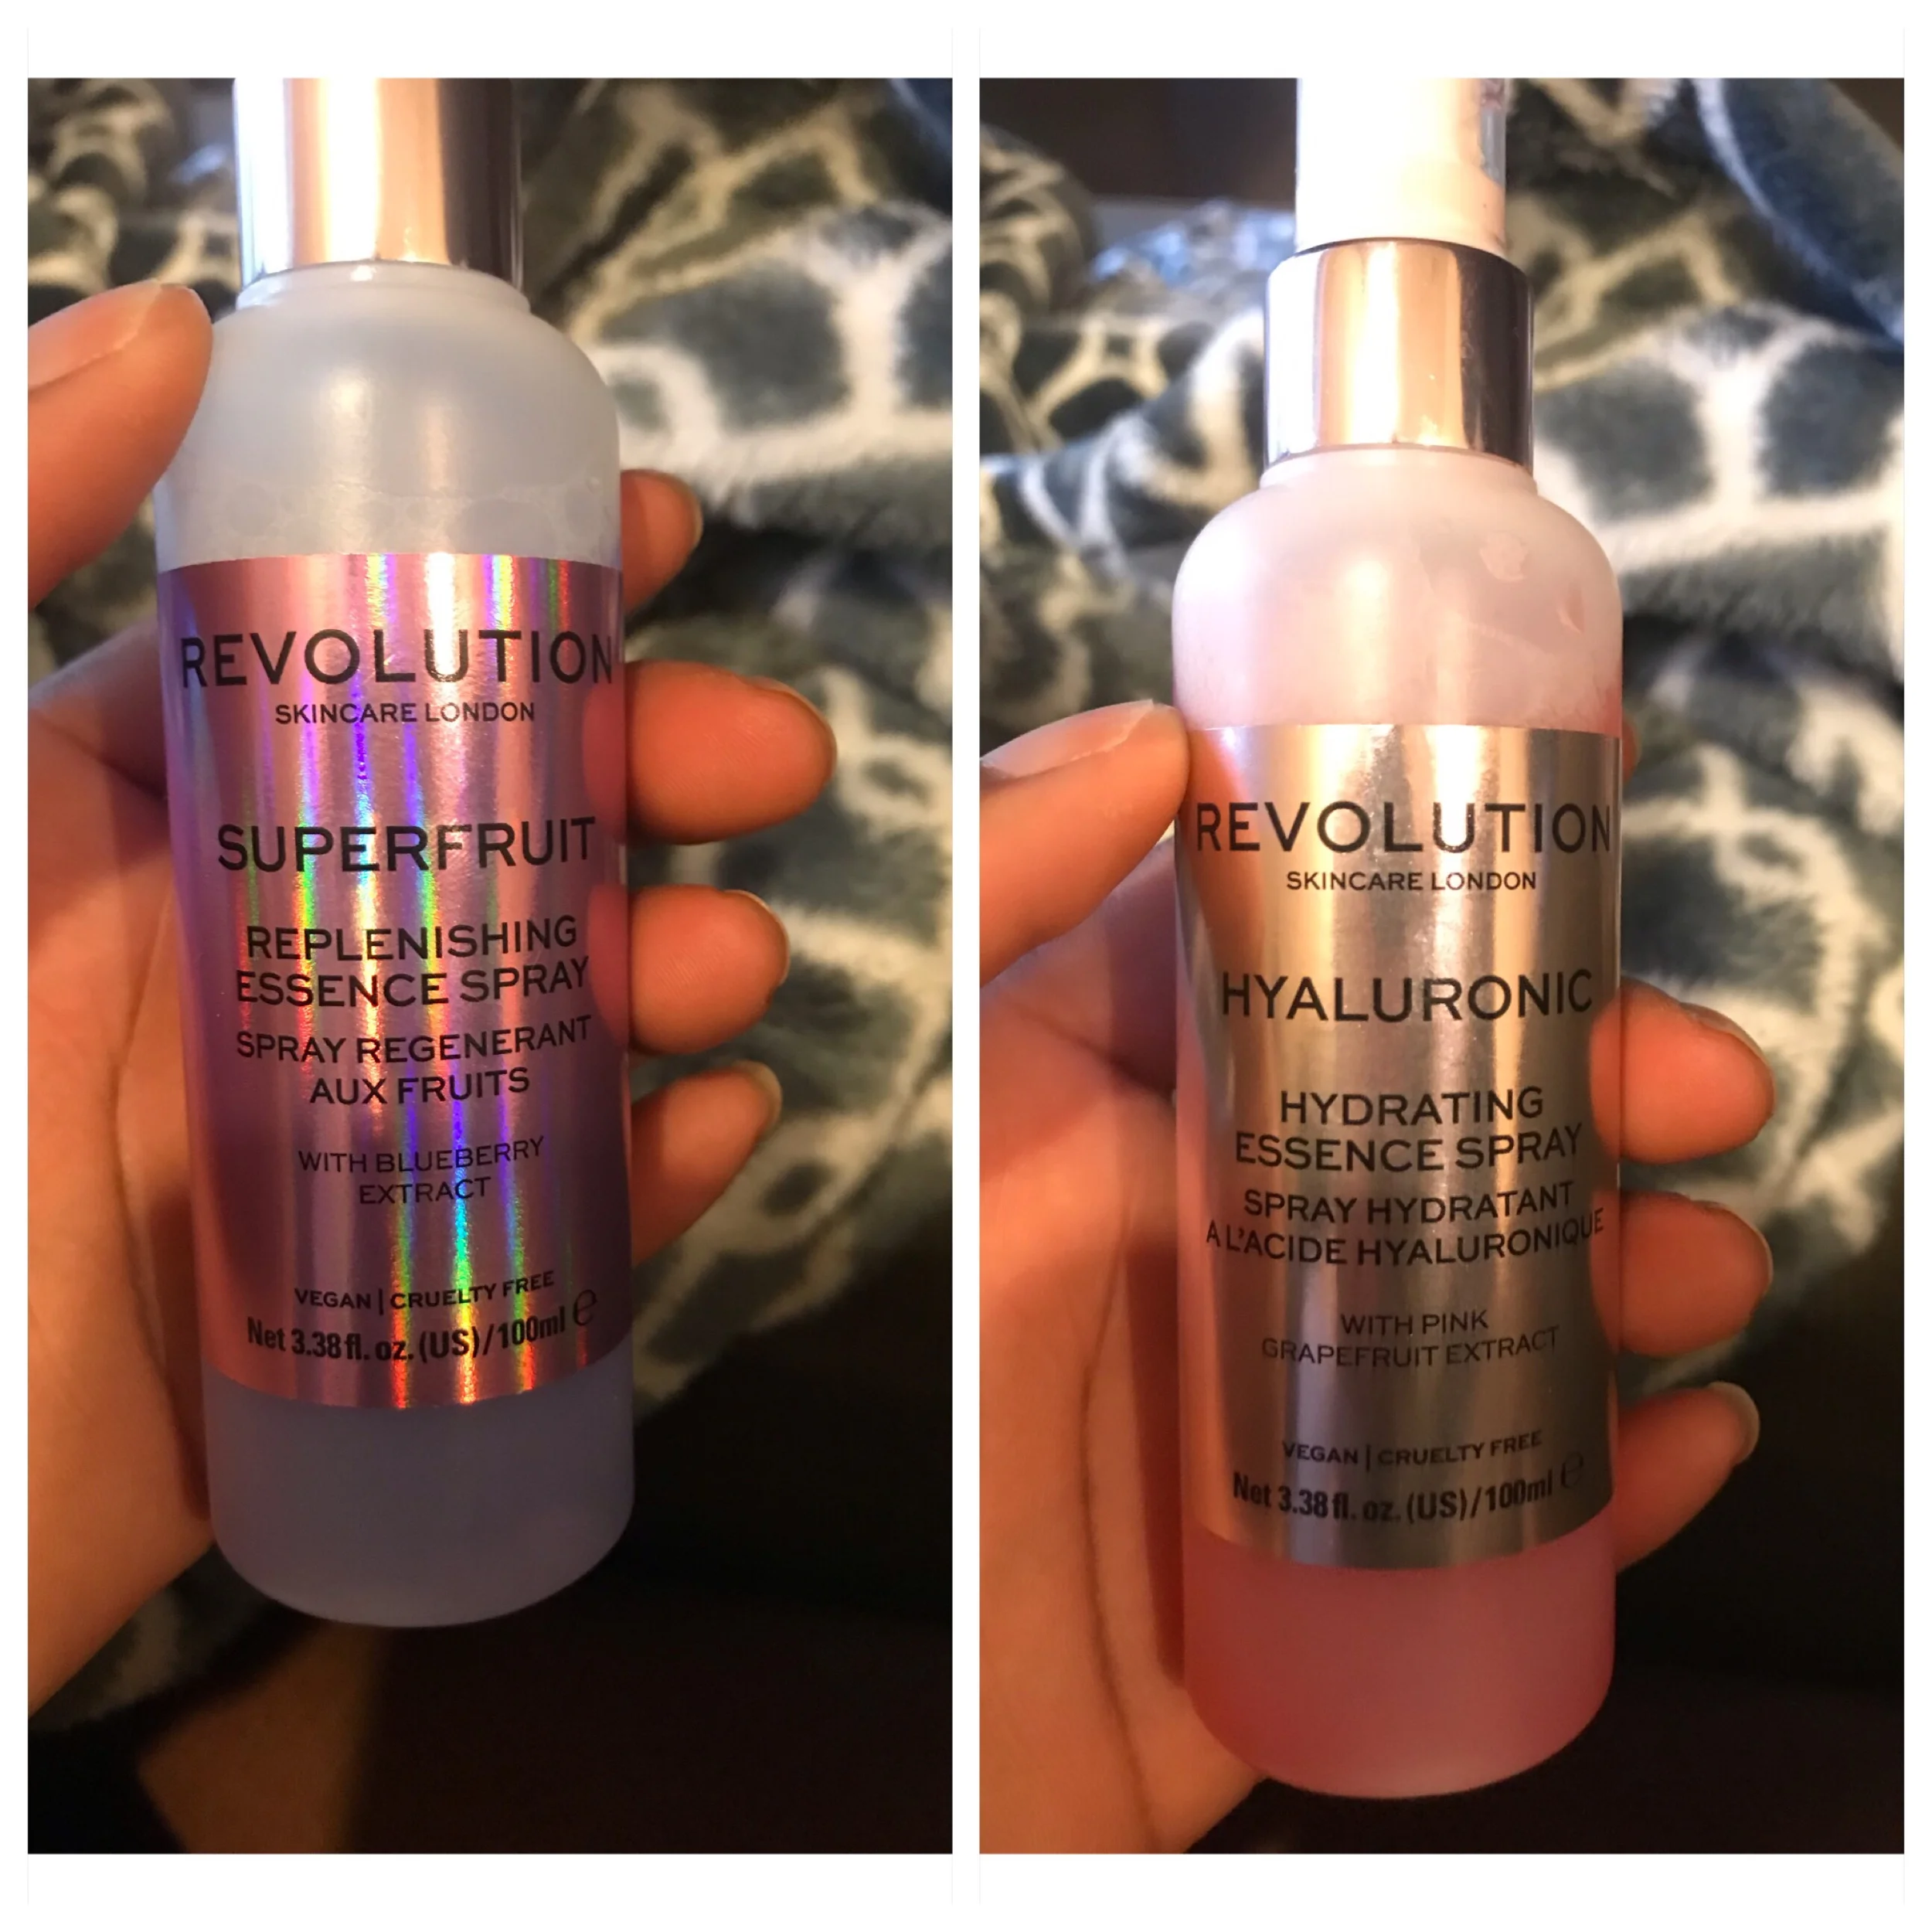 REVOLUTION
SKINCARE LONDON
SUPERFRUIT
REPLENISHING
ESSENCE SPRAY
SPRAY REGENERANT
AUX FRUITS
WITH BLUEBERRY
EXTRACT
VEGAN | CRUELTY FREE
Net 3.38 fl. oz. (US)/100ml ℮
REVOLUTION
SKINCARE LONDON
HYALURONIC
HYDRATING
ESSENCE SPRAY
SPRAY HYDRATANT
A L'ACIDE HYALURONIQUE
WITH PINK
GRAPEFRUIT EXTRACT
VEGAN | CRUELTY FREE
Net 3.38 fl. oz. (US)/100ml ℮